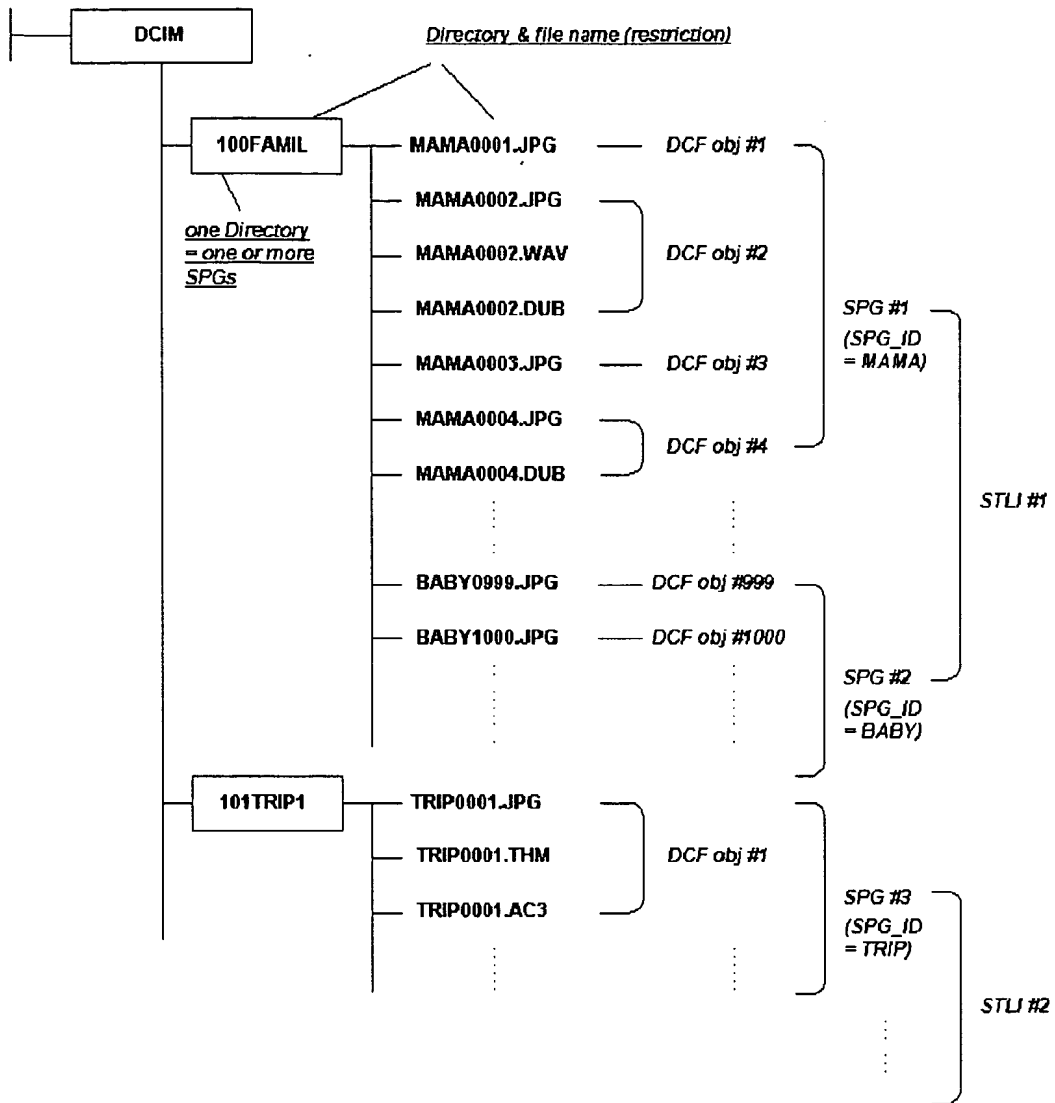 DCIM
Directory & file name (restriction)
100FAMIL
MAMA0001.JPG
DCF obj #1
MAMA0002.JPG
one Directory
= one or more
SPGs
MAMA0002.WAV
DCF obj #2
MAMA0002.DUB
SPG #1
(SPG_ID
= MAMA)
MAMA0003.JPG
DCF obj #3
MAMA0004.JPG
DCF obj #4
MAMA0004.DUB
STLI #1
BABY0999.JPG
DCF obj #999
BABY1000.JPG
DCF obj #1000
SPG #2
(SPG_ID
= BABY)
101TRIP1
TRIP0001.JPG
TRIP0001.THM
DCF obj #1
TRIP0001.AC3
SPG #3
(SPG_ID
= TRIP)
STLI #2